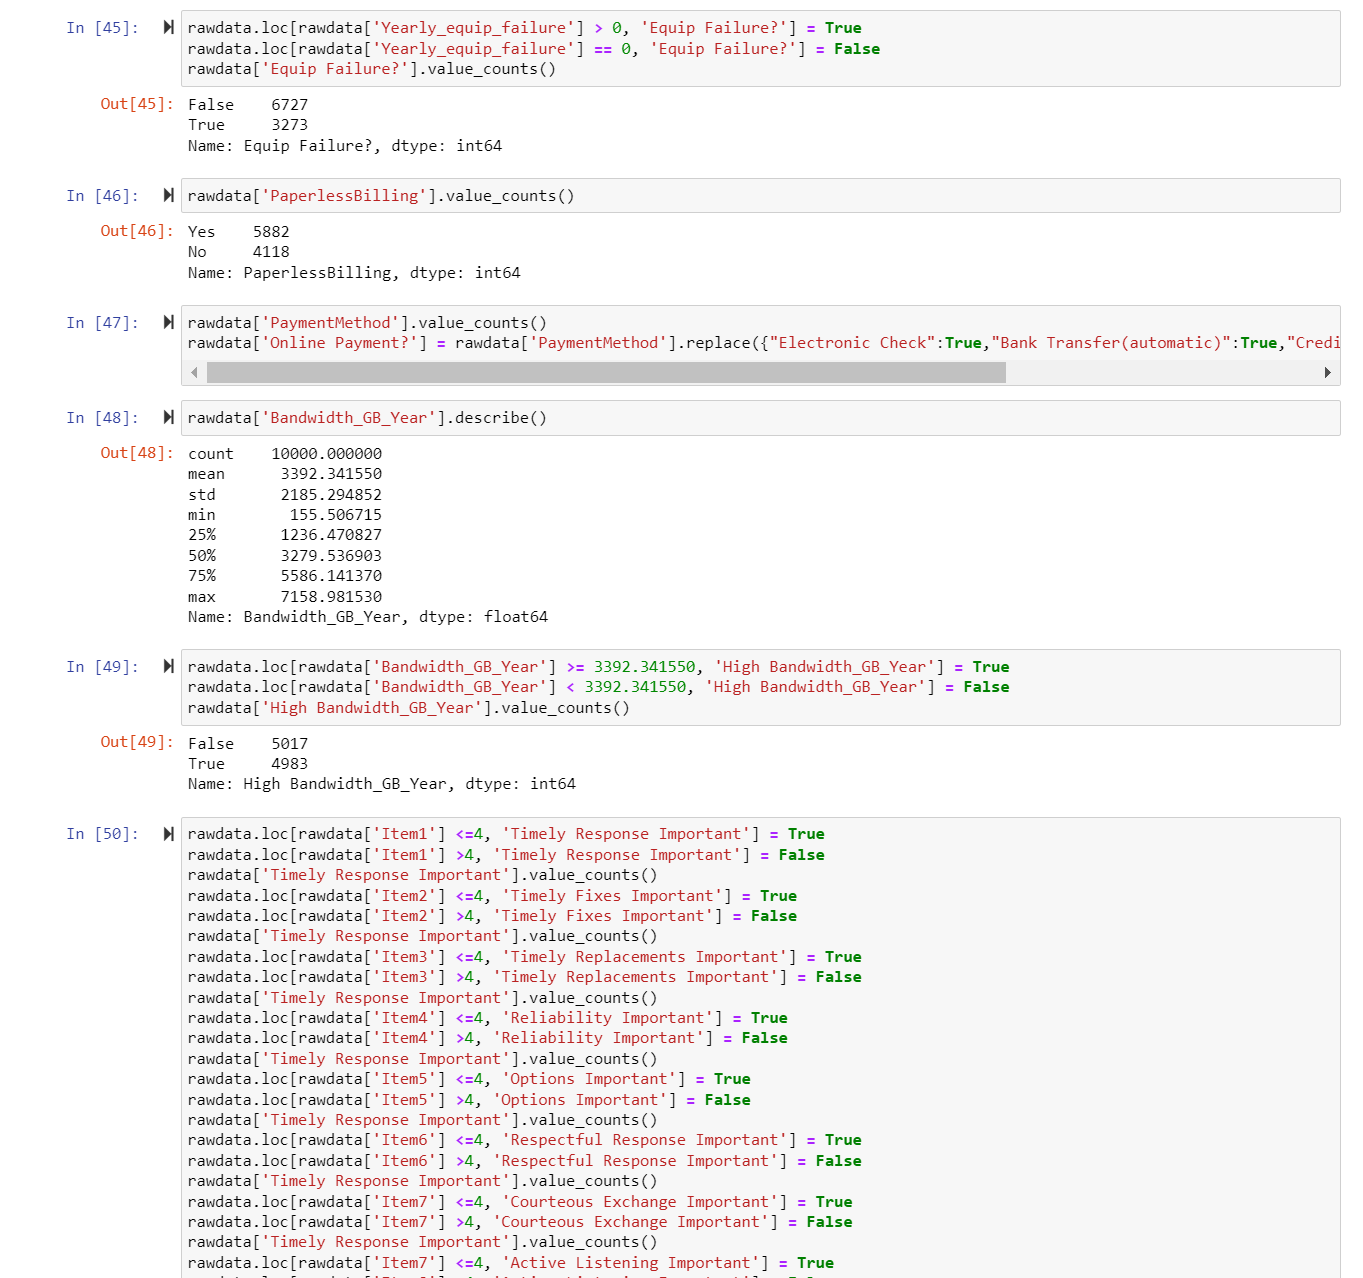 In [45]: rawdata.loc[rawdata['Yearly_equip_failure'] > 0, 'Equip Failure?'] = True
rawdata.loc[rawdata['Yearly_equip_failure'] == 0, 'Equip Failure?'] = False
rawdata['Equip Failure?'].value_counts()
Out[45]: False    6727
True     3273
Name: Equip Failure?, dtype: int64
In [46]: rawdata['PaperlessBilling'].value_counts()
Out[46]: Yes    5882
No     4118
Name: PaperlessBilling, dtype: int64
In [47]: rawdata['PaymentMethod'].value_counts()
rawdata['Online Payment?'] = rawdata['PaymentMethod'].replace({"Electronic Check":True,"Bank Transfer(automatic)":True,"Credi
In [48]: rawdata['Bandwidth_GB_Year'].describe()
Out[48]: count    10000.000000
mean      3392.341550
std       2185.294852
min        155.506715
25%       1236.470827
50%       3279.536903
75%       5586.141370
max       7158.981530
Name: Bandwidth_GB_Year, dtype: float64
In [49]: rawdata.loc[rawdata['Bandwidth_GB_Year'] >= 3392.341550, 'High Bandwidth_GB_Year'] = True
rawdata.loc[rawdata['Bandwidth_GB_Year'] < 3392.341550, 'High Bandwidth_GB_Year'] = False
rawdata['High Bandwidth_GB_Year'].value_counts()
Out[49]: False    5017
True     4983
Name: High Bandwidth_GB_Year, dtype: int64
In [50]: rawdata.loc[rawdata['Item1'] <=4, 'Timely Response Important'] = True
rawdata.loc[rawdata['Item1'] >4, 'Timely Response Important'] = False
rawdata['Timely Response Important'].value_counts()
rawdata.loc[rawdata['Item2'] <=4, 'Timely Fixes Important'] = True
rawdata.loc[rawdata['Item2'] >4, 'Timely Fixes Important'] = False
rawdata['Timely Response Important'].value_counts()
rawdata.loc[rawdata['Item3'] <=4, 'Timely Replacements Important'] = True
rawdata.loc[rawdata['Item3'] >4, 'Timely Replacements Important'] = False
rawdata['Timely Response Important'].value_counts()
rawdata.loc[rawdata['Item4'] <=4, 'Reliability Important'] = True
rawdata.loc[rawdata['Item4'] >4, 'Reliability Important'] = False
rawdata['Timely Response Important'].value_counts()
rawdata.loc[rawdata['Item5'] <=4, 'Options Important'] = True
rawdata.loc[rawdata['Item5'] >4, 'Options Important'] = False
rawdata['Timely Response Important'].value_counts()
rawdata.loc[rawdata['Item6'] <=4, 'Respectful Response Important'] = True
rawdata.loc[rawdata['Item6'] >4, 'Respectful Response Important'] = False
rawdata['Timely Response Important'].value_counts()
rawdata.loc[rawdata['Item7'] <=4, 'Courteous Exchange Important'] = True
rawdata.loc[rawdata['Item7'] >4, 'Courteous Exchange Important'] = False
rawdata['Timely Response Important'].value_counts()
rawdata.loc[rawdata['Item7'] <=4, 'Active Listening Important'] = True